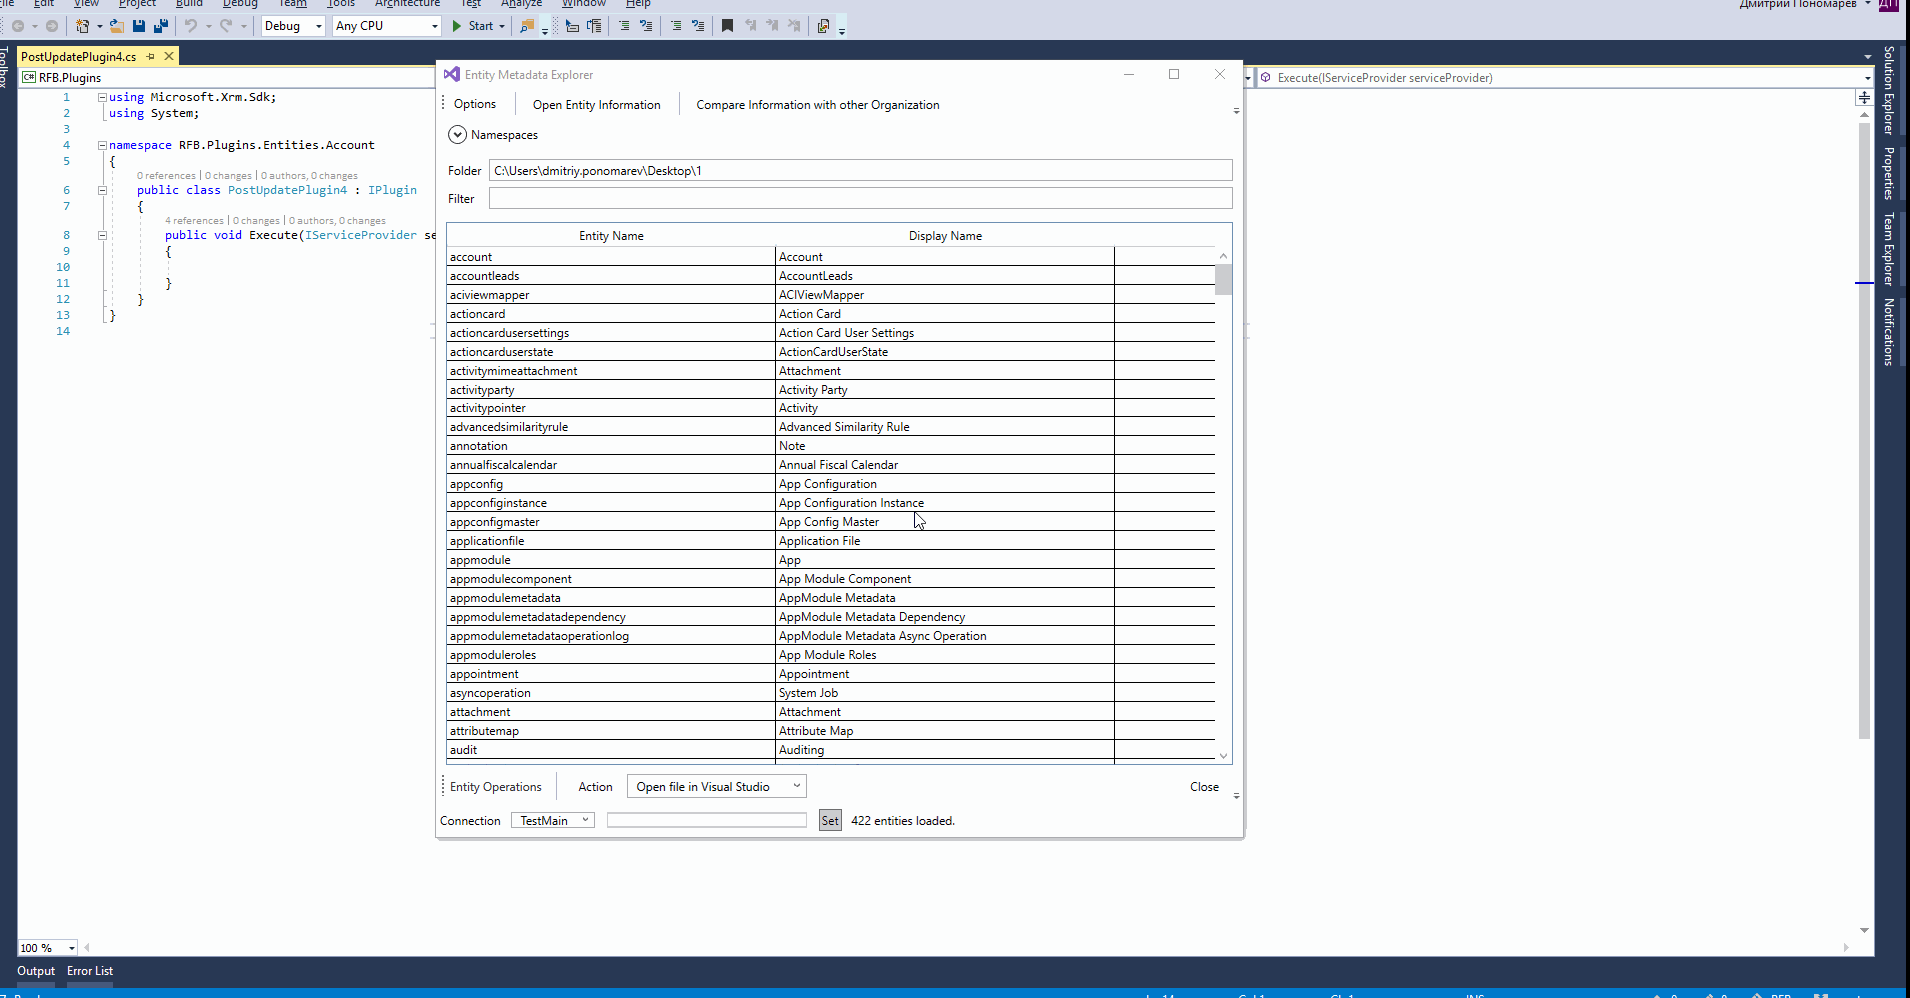 File Edit View Project Build Debug Team Tools Architecture Test Analyze Window Help
Дмитрий Пономарев ДП
Debug Any CPU Start
PostUpdatePlugin4.cs
RFB.Plugins
Execute(IServiceProvider serviceProvider)
1 using Microsoft.Xrm.Sdk;
2 using System;
3
4 namespace RFB.Plugins.Entities.Account
5 {
0 references | 0 changes | 0 authors, 0 changes
6 public class PostUpdatePlugin4 : IPlugin
7 {
4 references | 0 changes | 0 authors, 0 changes
8 public void Execute(IServiceProvider se
9 {
10
11 }
12 }
13 }
14
Entity Metadata Explorer
Options Open Entity Information Compare Information with other Organization
Namespaces
Folder C:\Users\dmitriy.ponomarev\Desktop\1
Filter
Entity Name Display Name
account Account
accountleads AccountLeads
aciviewmapper ACIViewMapper
actioncard Action Card
actioncardusersettings Action Card User Settings
actioncarduserstate ActionCardUserState
activitymimeattachment Attachment
activityparty Activity Party
activitypointer Activity
advancedsimilarityrule Advanced Similarity Rule
annotation Note
annualfiscalcalendar Annual Fiscal Calendar
appconfig App Configuration
appconfiginstance App Configuration Instance
appconfigmaster App Config Master
applicationfile Application File
appmodule App
appmodulecomponent App Module Component
appmodulemetadata AppModule Metadata
appmodulemetadatadependency AppModule Metadata Dependency
appmodulemetadataoperationlog AppModule Metadata Async Operation
appmoduleroles App Module Roles
appointment Appointment
asyncoperation System Job
attachment Attachment
attributemap Attribute Map
audit Auditing
Entity Operations Action Open file in Visual Studio Close
Connection TestMain Set 422 entities loaded.
Toolbox
Solution Explorer
Properties
Team Explorer
Notifications
100 %
Output Error List